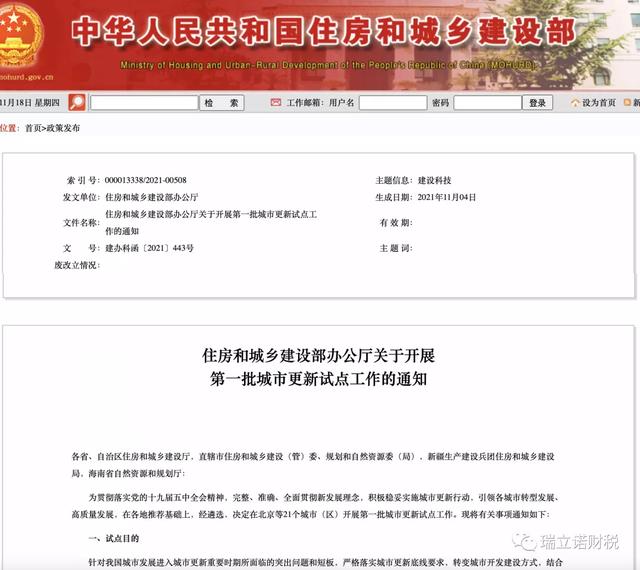 中华人民共和国住房和城乡建设部
Ministry of Housing and Urban-Rural Development of the People's Republic of China (MOHURD)
mohurd.gov.cn
11月18日 星期四 检 索 工作邮箱：用户名 密码 登录 设为首页
位置： 首页>政策发布
索 引 号： 000013338/2021-00508 主题信息： 建设科技
发文单位： 住房和城乡建设部办公厅 生成日期： 2021年11月04日
文件名称： 住房和城乡建设部办公厅关于开展第一批城市更新试点工 有 效 期：
作的通知
文 号： 建办科函〔2021〕443号 主 题 词：
废改立情况：
住房和城乡建设部办公厅关于开展
第一批城市更新试点工作的通知
各省、自治区住房和城乡建设厅，直辖市住房和城乡建设（管）委、规划和自然资源委（局），新疆生产建设兵团住房和城乡建设
局，海南省自然资源和规划厅：
为贯彻落实党的十九届五中全会精神，完整、准确、全面贯彻新发展理念，积极稳妥实施城市更新行动，引领各城市转型发展、
高质量发展，在各地推荐基础上，经遴选，决定在北京等21个城市（区）开展第一批城市更新试点工作。现将有关事项通知如下：
一、试点目的
针对我国城市发展进入城市更新重要时期所面临的突出问题和短板，严格落实城市更新底线要求，转变城市开发建设方式，结合
瑞立诺财税